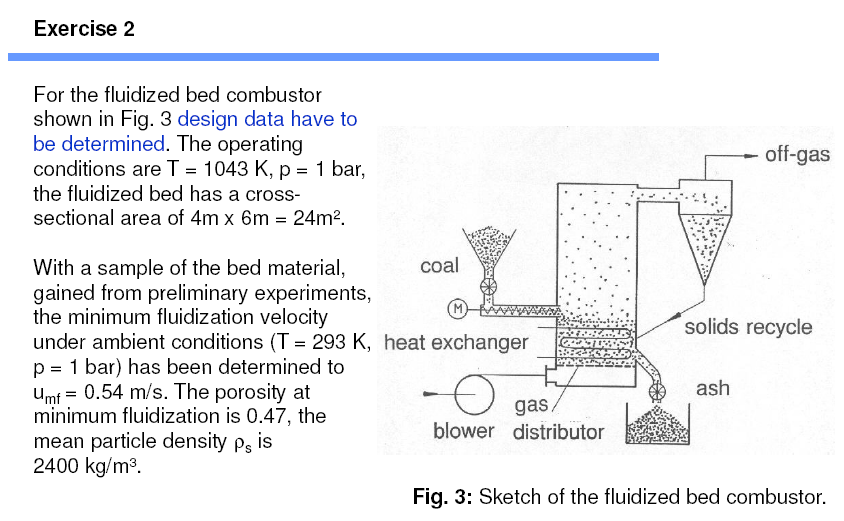 Exercise 2
For the fluidized bed combustor
shown in Fig. 3 design data have to
be determined. The operating
conditions are T = 1043 K, p = 1 bar,
the fluidized bed has a cross-
sectional area of 4m x 6m = 24m².
With a sample of the bed material,
gained from preliminary experiments,
the minimum fluidization velocity
under ambient conditions (T = 293 K,
p = 1 bar) has been determined to
umf = 0.54 m/s. The porosity at
minimum fluidization is 0.47, the
mean particle density ρs is
2400 kg/m³.
off-gas
coal
M
solids recycle
heat exchanger
ash
gas
blower distributor
Fig. 3: Sketch of the fluidized bed combustor.